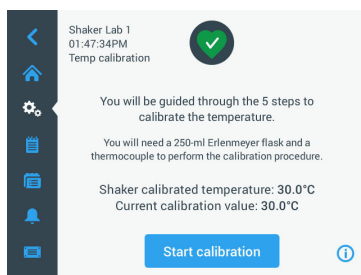 Shaker Lab 1
01:47:34PM
Temp calibration
You will be guided through the 5 steps to
calibrate the temperature.
You will need a 250-ml Erlenmeyer flask and a
thermocouple to perform the calibration procedure.
Shaker calibrated temperature: 30.0°C
Current calibration value: 30.0°C
Start calibration